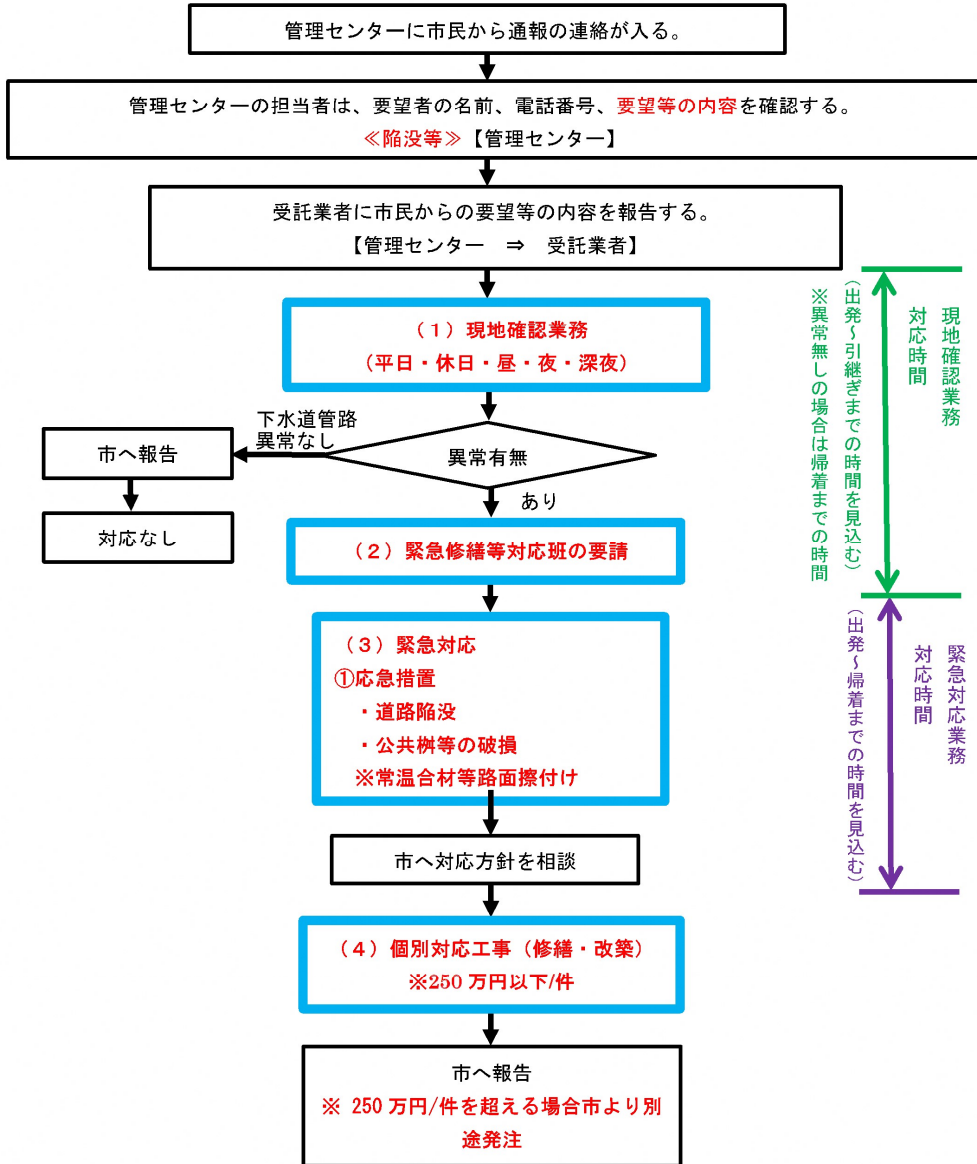 管理センターに市民から通報の連絡が入る。
管理センターの担当者は、要望者の名前、電話番号、要望等の内容を確認する。
≪陥没等≫【管理センター】
受託業者に市民からの要望等の内容を報告する。
【管理センター ⇒ 受託業者】
（1）現地確認業務
（平日・休日・昼・夜・深夜）
下水道管路
異常なし
異常有無
市へ報告
対応なし
あり
（2）緊急修繕等対応班の要請
（3）緊急対応
①応急措置
・道路陥没
・公共桝等の破損
※常温合材等路面擦付け
市へ対応方針を相談
（4）個別対応工事（修繕・改築）
※250 万円以下/件
市へ報告
※ 250 万円/件を超える場合市より別
途発注
現地確認業務
対応時間
（出発～引継ぎまでの時間を見込む）
※異常無しの場合は帰着までの時間
緊急対応業務
対応時間
（出発～帰着までの時間を見込む）